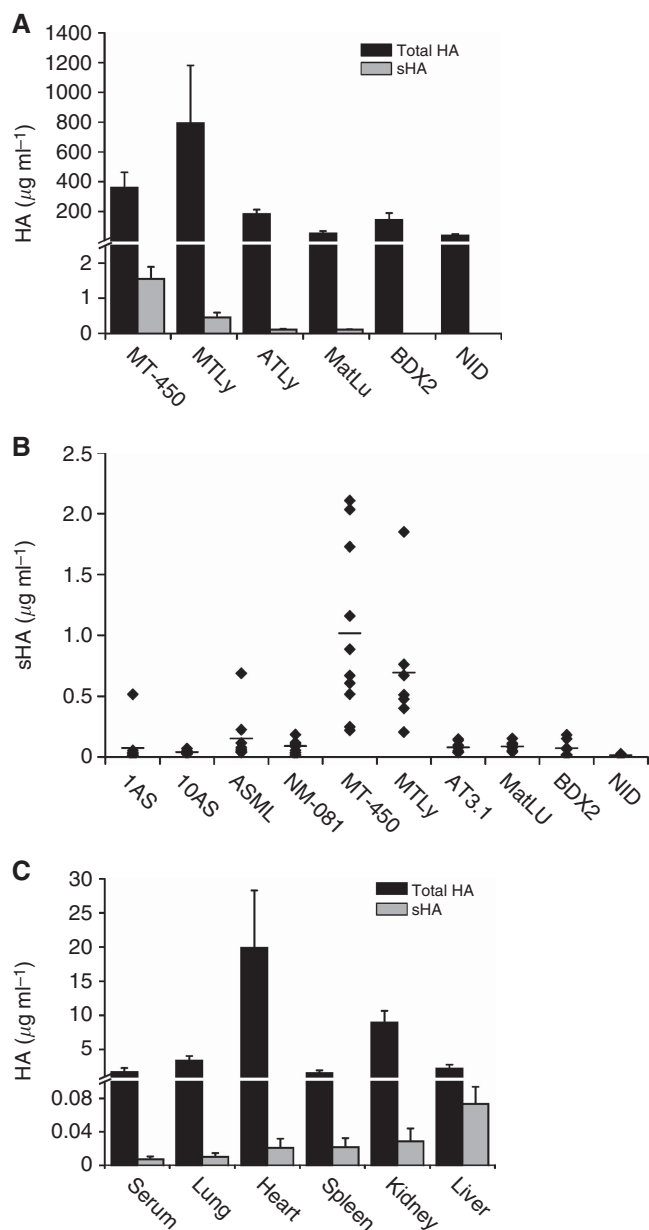 A
1400
1200
1000
800
600
400
200
2
1
0
HA (μg ml⁻¹)
Total HA
sHA
MT-450
MTLy
ATLy
MatLu
BDX2
NID
B
2.5
2.0
1.5
1.0
0.5
0
sHA (μg ml⁻¹)
1AS
10AS
ASML
NM-081
MT-450
MTLy
AT3.1
MatLU
BDX2
NID
C
30
25
20
15
10
5
0.08
0.04
0
HA (μg ml⁻¹)
Total HA
sHA
Serum
Lung
Heart
Spleen
Kidney
Liver